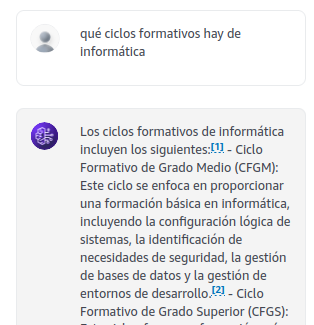 qué ciclos formativos hay de
informática
Los ciclos formativos de informática
incluyen los siguientes:[1] - Ciclo
Formativo de Grado Medio (CFGM):
Este ciclo se enfoca en proporcionar
una formación básica en informática,
incluyendo la configuración lógica de
sistemas, la identificación de
necesidades de seguridad, la gestión
de bases de datos y la gestión de
entornos de desarrollo.[2] - Ciclo
Formativo de Grado Superior (CFGS):